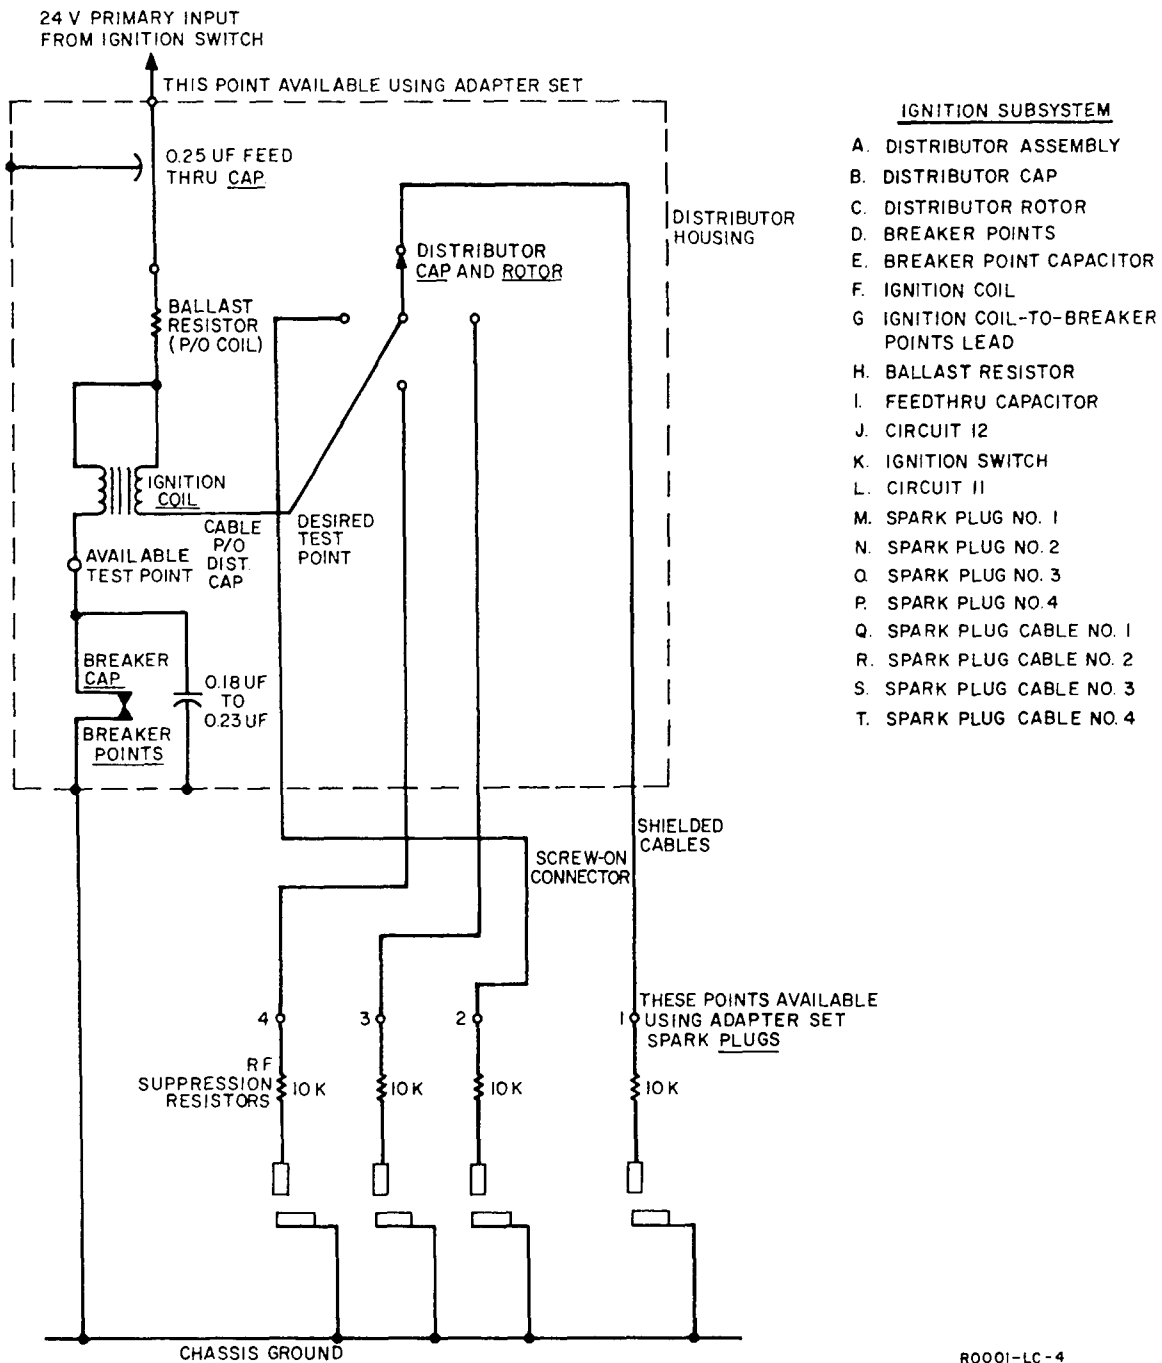 24 V PRIMARY INPUT
FROM IGNITION SWITCH
THIS POINT AVAILABLE USING ADAPTER SET
0.25 UF FEED
THRU CAP.
DISTRIBUTOR
HOUSING
DISTRIBUTOR
CAP AND ROTOR
BALLAST
RESISTOR
(P/O COIL)
IGNITION
COIL
CABLE
P/O
DIST.
CAP
DESIRED
TEST
POINT
AVAILABLE
TEST POINT
BREAKER
CAP
0.18 UF
TO
0.23 UF
BREAKER
POINTS
SHIELDED
CABLES
SCREW-ON
CONNECTOR
4
3
2
1
THESE POINTS AVAILABLE
USING ADAPTER SET
SPARK PLUGS
RF
SUPPRESSION
RESISTORS
10 K
10 K
10 K
10 K
CHASSIS GROUND
IGNITION SUBSYSTEM
A. DISTRIBUTOR ASSEMBLY
B. DISTRIBUTOR CAP
C. DISTRIBUTOR ROTOR
D. BREAKER POINTS
E. BREAKER POINT CAPACITOR
F. IGNITION COIL
G IGNITION COIL-TO-BREAKER
POINTS LEAD
H. BALLAST RESISTOR
I. FEEDTHRU CAPACITOR
J. CIRCUIT 12
K. IGNITION SWITCH
L. CIRCUIT 11
M. SPARK PLUG NO. 1
N. SPARK PLUG NO. 2
O. SPARK PLUG NO. 3
P. SPARK PLUG NO. 4
Q. SPARK PLUG CABLE NO. 1
R. SPARK PLUG CABLE NO. 2
S. SPARK PLUG CABLE NO. 3
T. SPARK PLUG CABLE NO. 4
R0001-LC-4